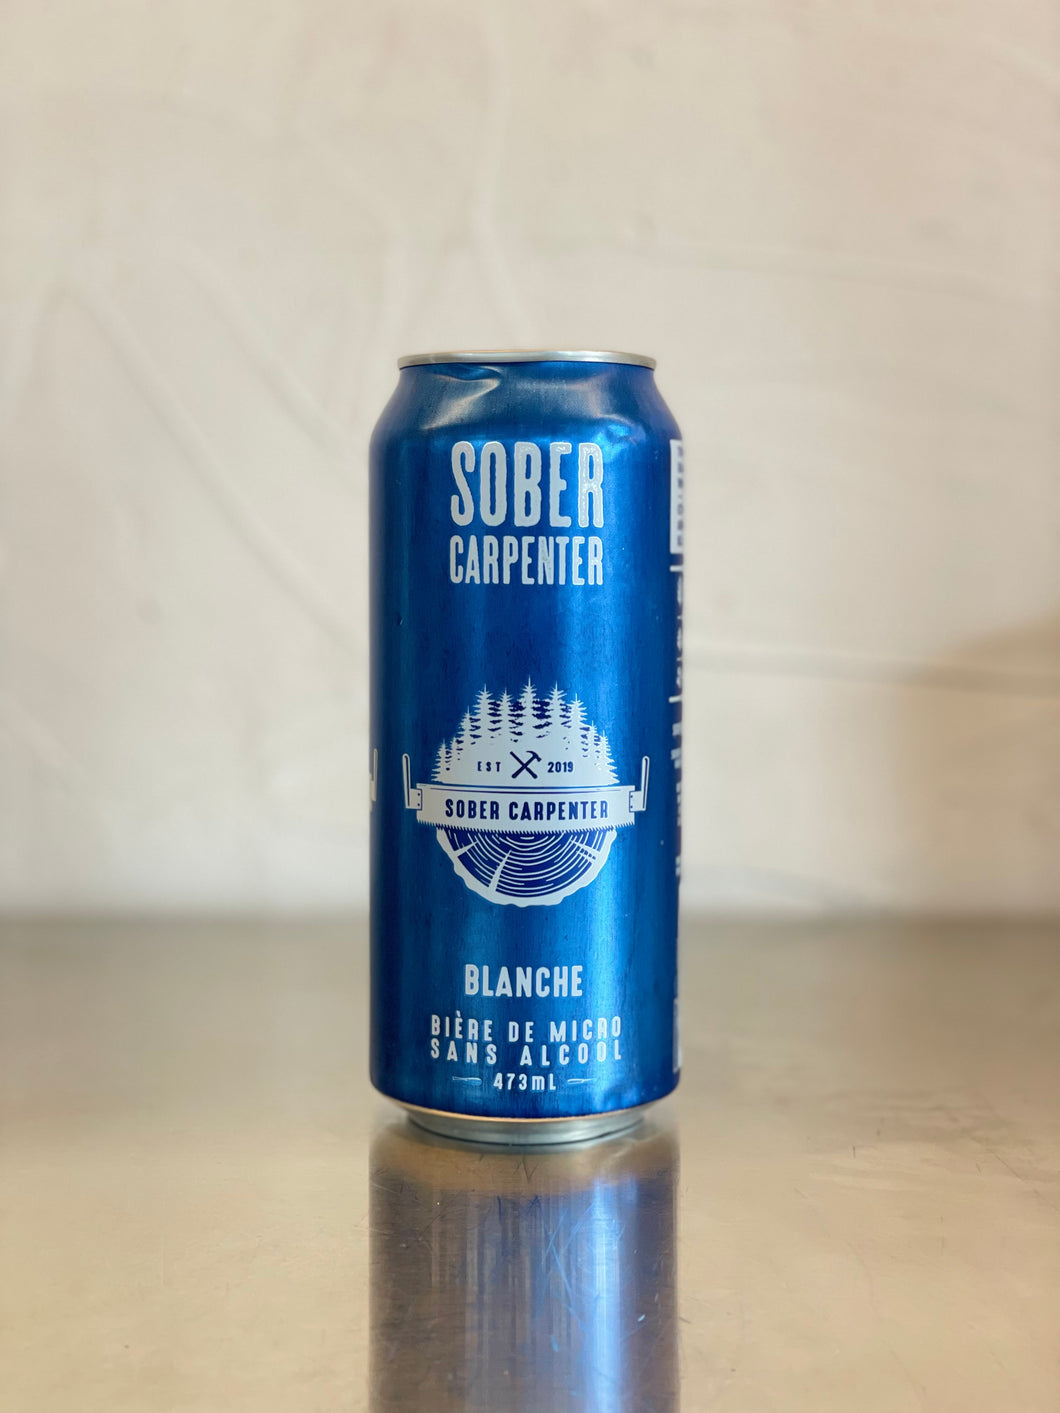 SOBER
CARPENTER
EST 2019
SOBER CARPENTER
BLANCHE
BIÈRE DE MICRO
SANS ALCOOL
473mL